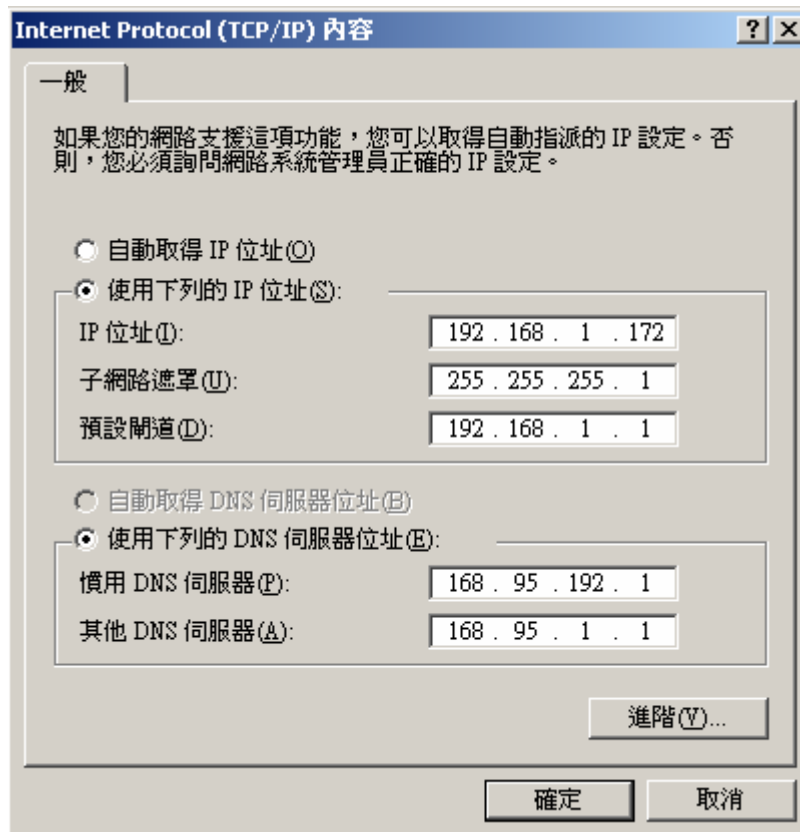 Internet Protocol (TCP/IP) 內容
一般
如果您的網路支援這項功能，您可以取得自動指派的 IP 設定。否
則，您必須詢問網路系統管理員正確的 IP 設定。
自動取得 IP 位址(O)
使用下列的 IP 位址(S):
IP 位址(I): 192 . 168 . 1 . 172
子網路遮罩(U): 255 . 255 . 255 . 1
預設閘道(D): 192 . 168 . 1 . 1
自動取得 DNS 伺服器位址(B)
使用下列的 DNS 伺服器位址(E):
慣用 DNS 伺服器(P): 168 . 95 . 192 . 1
其他 DNS 伺服器(A): 168 . 95 . 1 . 1
進階(V)...
確定 取消